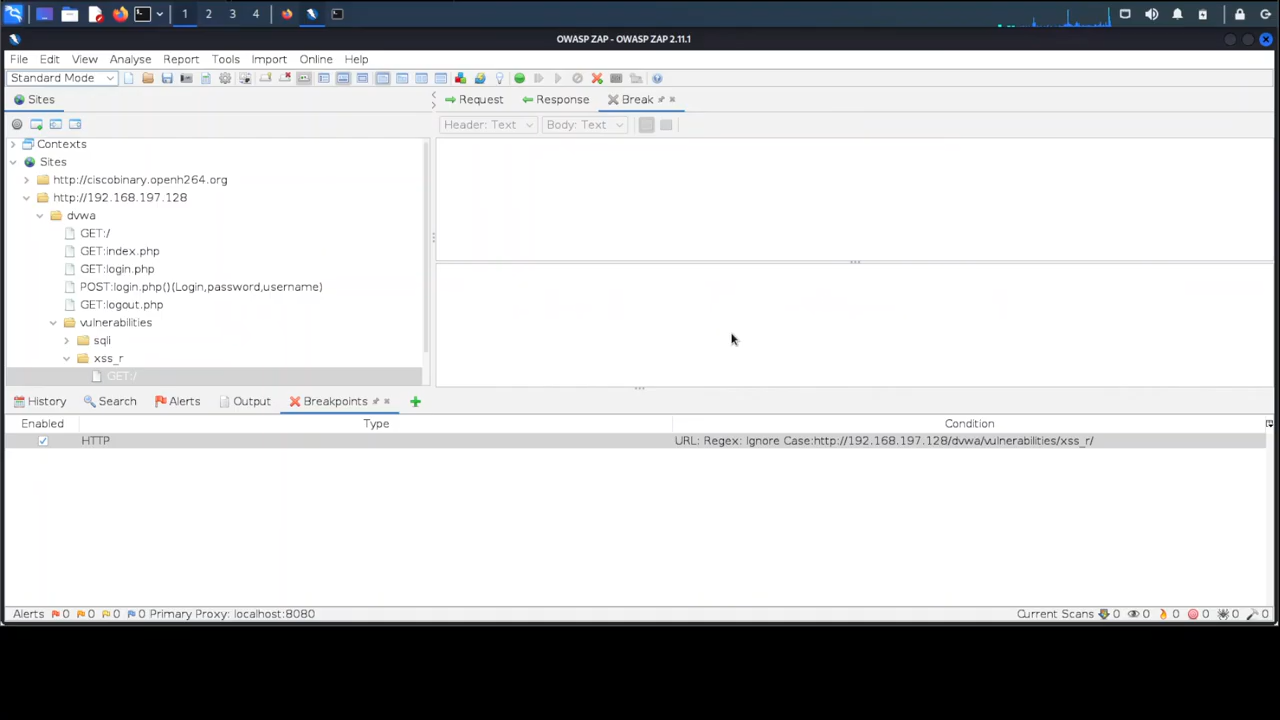 1 2 3 4
OWASP ZAP - OWASP ZAP 2.11.1
File Edit View Analyse Report Tools Import Online Help
Standard Mode
Sites
Request Response Break
Header: Text Body: Text
Contexts
Sites
http://ciscobinary.openh264.org
http://192.168.197.128
dvwa
GET:/
GET:index.php
GET:login.php
POST:login.php()(Login,password,username)
GET:logout.php
vulnerabilities
sqli
xss_r
GET:/
History Search Alerts Output Breakpoints
Enabled Type Condition
HTTP URL: Regex: Ignore Case:http://192.168.197.128/dvwa/vulnerabilities/xss_r/
Alerts 0 0 0 0 Primary Proxy: localhost:8080 Current Scans 0 0 0 0 0 0